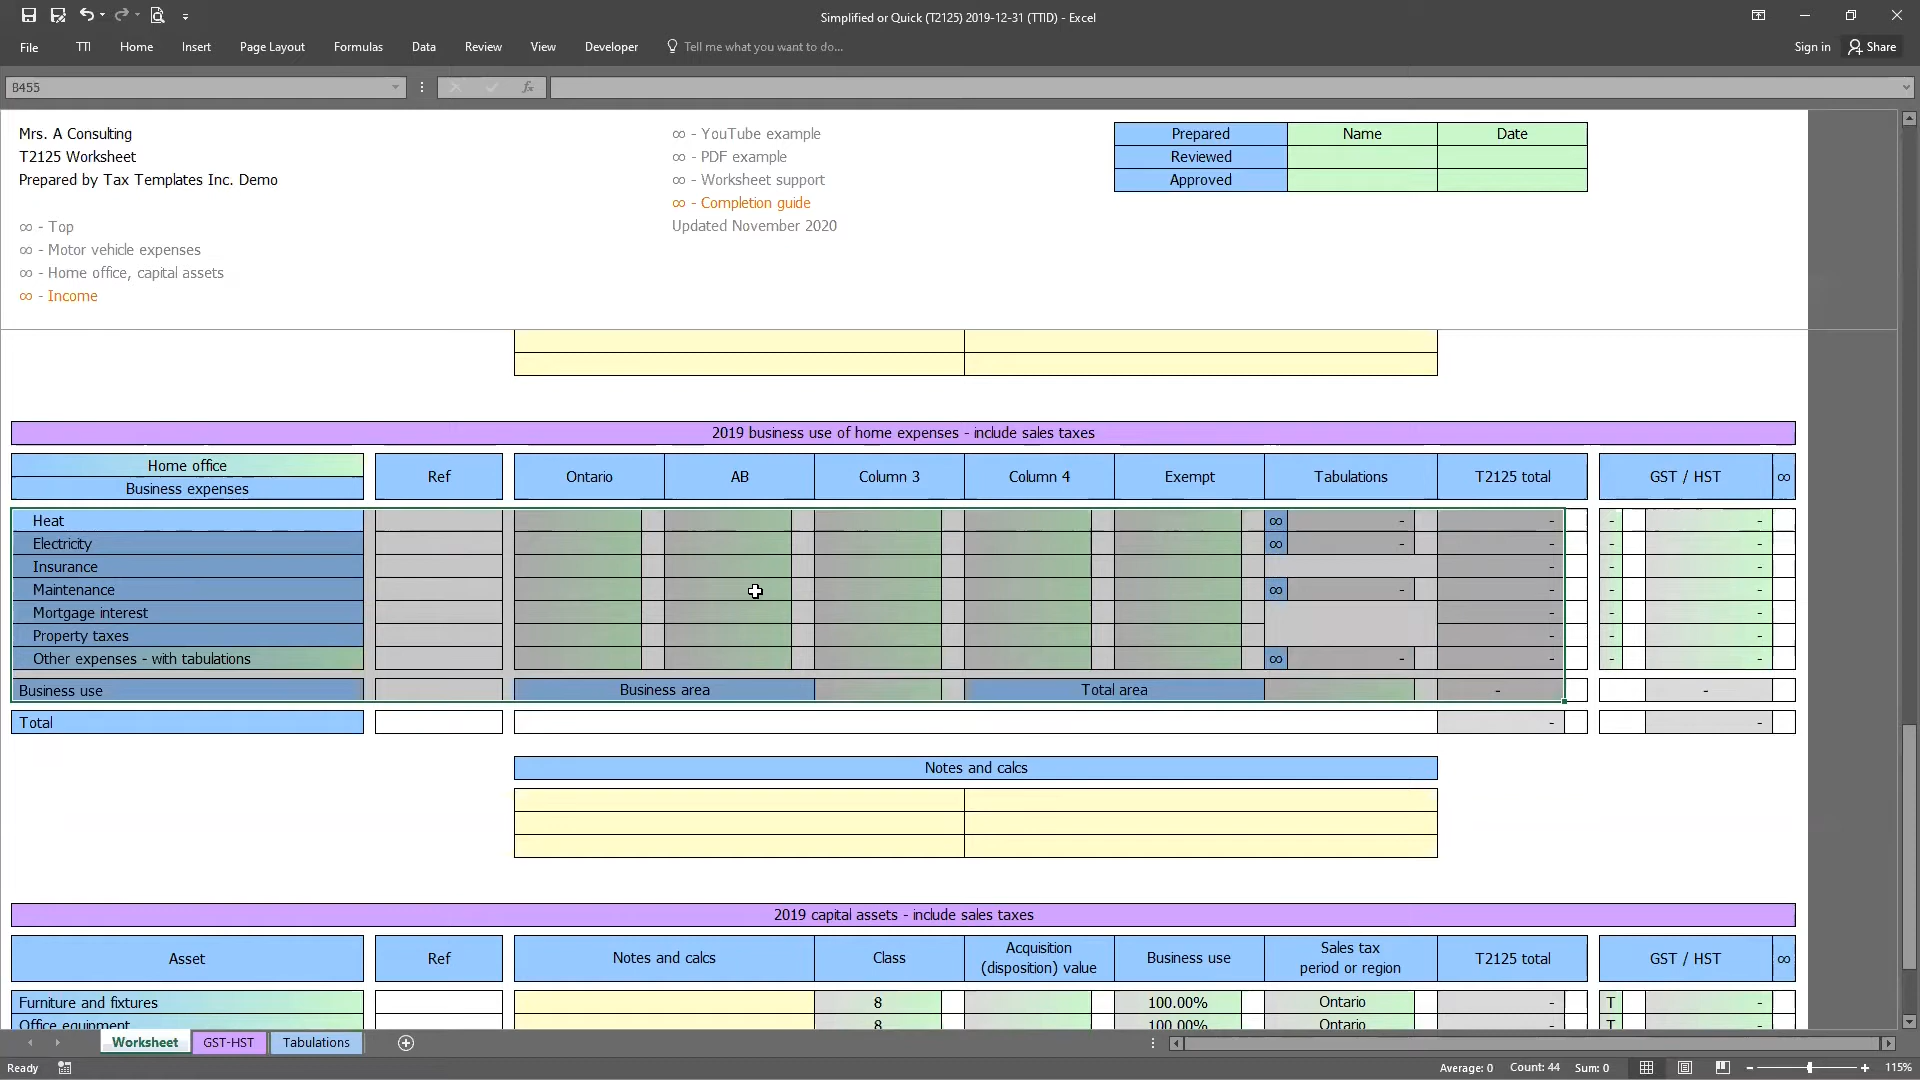 Simplified or Quick (T2125) 2019-12-31 (TTID) - Excel
File TTI Home Insert Page Layout Formulas Data Review View Developer Tell me what you want to do... Sign in Share
B455 fx
Mrs. A Consulting
T2125 Worksheet
Prepared by Tax Templates Inc. Demo
∞ - Top
∞ - Motor vehicle expenses
∞ - Home office, capital assets
∞ - Income
∞ - YouTube example
∞ - PDF example
∞ - Worksheet support
∞ - Completion guide
Updated November 2020
Prepared Name Date
Reviewed
Approved
2019 business use of home expenses - include sales taxes
Home office
Business expenses
Ref Ontario AB Column 3 Column 4 Exempt Tabulations T2125 total GST / HST ∞
Heat ∞ - - - -
Electricity ∞ - - - -
Insurance - - -
Maintenance ∞ - - - -
Mortgage interest - - -
Property taxes - - -
Other expenses - with tabulations ∞ - - - -
Business use Business area Total area - -
Total - -
Notes and calcs
2019 capital assets - include sales taxes
Asset Ref Notes and calcs Class Acquisition (disposition) value Business use Sales tax period or region T2125 total GST / HST ∞
Furniture and fixtures 8 100.00% Ontario - T -
Office equipment 8 100.00% Ontario - T -
Worksheet GST-HST Tabulations
Ready Average: 0 Count: 44 Sum: 0 115%